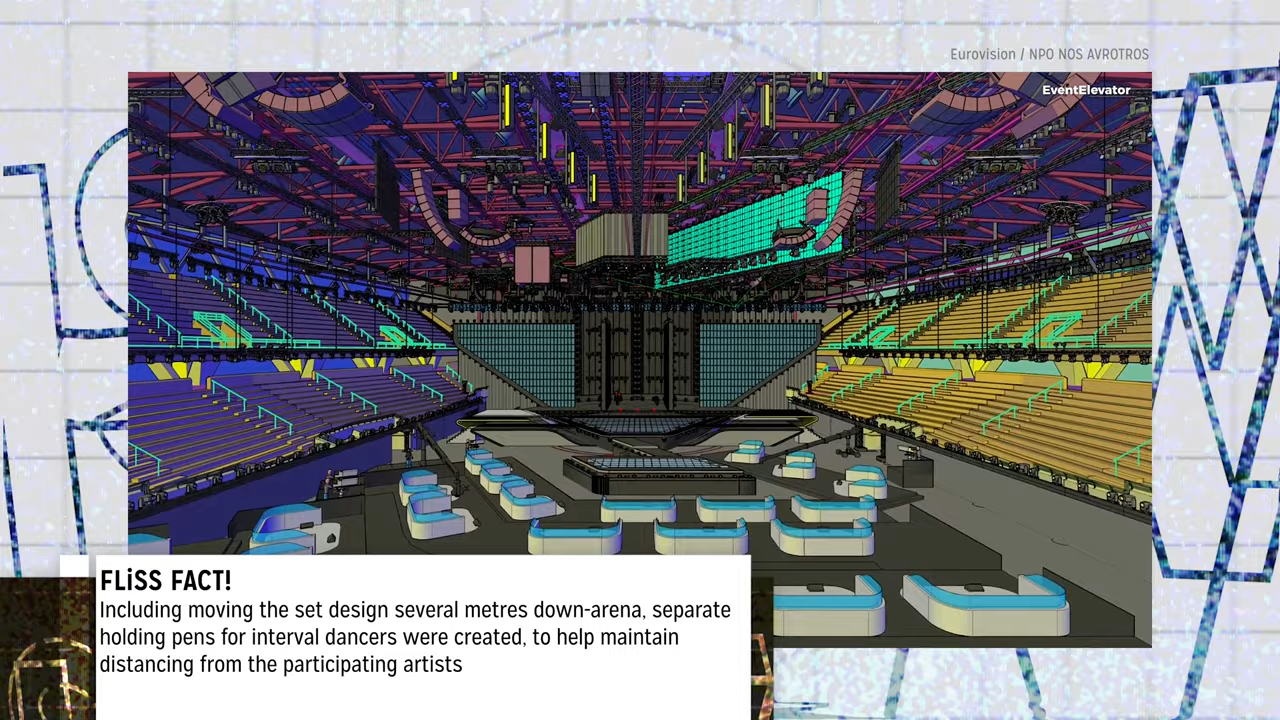 Eurovision / NPO NOS AVROTROS
EventElevator
FLiSS FACT!
Including moving the set design several metres down-arena, separate
holding pens for interval dancers were created, to help maintain
distancing from the participating artists